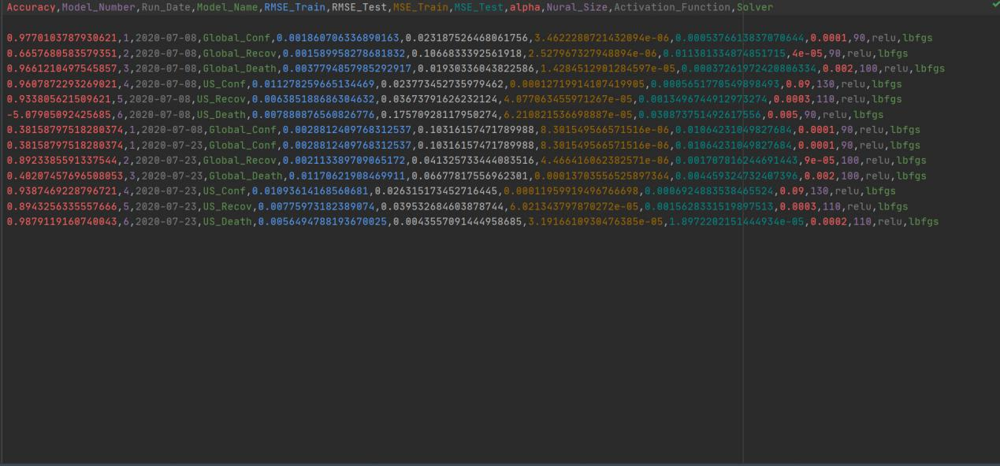 Accuracy,Model_Number,Run_Date,Model_Name,RMSE_Train,RMSE_Test,MSE_Train,MSE_Test,alpha,Nural_Size,Activation_Function,Solver
0.9770103787930621,1,2020-07-08,Global_Conf,0.001860706336890163,0.023187526468061756,3.4622280721432094e-06,0.0005376613837070644,0.0001,90,relu,lbfgs
0.6657680583579351,2,2020-07-08,Global_Recov,0.001589958278681832,0.1066833392561918,2.527967327948894e-06,0.011381334874851715,4e-05,90,relu,lbfgs
0.9661210497545857,3,2020-07-08,Global_Death,0.0037794857985292917,0.01930336043822586,1.4284512901284597e-05,0.00037261972420806334,0.002,100,relu,lbfgs
0.9607872293269021,4,2020-07-08,US_Conf,0.011278259665134469,0.023773452735979462,0.00012719914107419905,0.0005651770549898493,0.09,130,relu,lbfgs
0.933805621509621,5,2020-07-08,US_Recov,0.006385188686304632,0.03673791626232124,4.077063455971267e-05,0.0013496744912973274,0.0003,110,relu,lbfgs
-5.07905092425685,6,2020-07-08,US_Death,0.007880876560826776,0.17570928117950274,6.210821536698887e-05,0.030873751492617556,0.005,90,relu,lbfgs
0.38158797518280374,1,2020-07-08,Global_Conf,0.0028812409768312537,0.10316157471789988,8.301549566571516e-06,0.01064231049827684,0.0001,90,relu,lbfgs
0.38158797518280374,1,2020-07-23,Global_Conf,0.0028812409768312537,0.10316157471789988,8.301549566571516e-06,0.01064231049827684,0.0001,90,relu,lbfgs
0.8923385591337544,2,2020-07-23,Global_Recov,0.002113389709065172,0.041325733444083516,4.466416062382571e-06,0.001707816244691443,9e-05,100,relu,lbfgs
0.40207457696508053,3,2020-07-23,Global_Death,0.01170621908469911,0.06677817556962301,0.00013703556525897364,0.004459324732407396,0.002,100,relu,lbfgs
0.9387469228796721,4,2020-07-23,US_Conf,0.01093614168560681,0.026315173452716445,0.00011959919496766698,0.0006924883538465524,0.09,130,relu,lbfgs
0.8943256335557666,5,2020-07-23,US_Recov,0.00775973182389074,0.039532684603878744,6.021343797870272e-05,0.0015628331519897513,0.0003,110,relu,lbfgs
0.9879119160740043,6,2020-07-23,US_Death,0.0056494788193670025,0.0043557091444958685,3.1916610930476385e-05,1.8972202151444934e-05,0.0002,110,relu,lbfgs